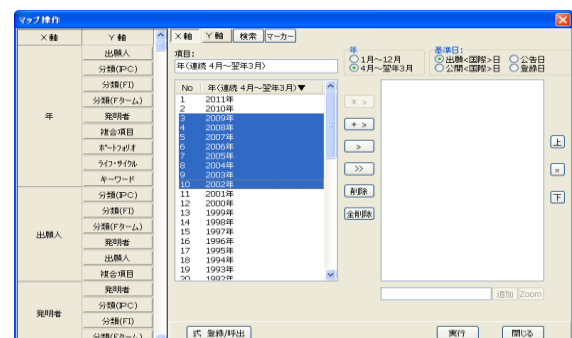 マップ操作
X 軸 Y 軸
年
出願人
分類(IPC)
分類(FI)
分類(Fターム)
発明者
複合項目
ポートフォリオ
ライフ・サイクル
キーワード
出願人
分類(IPC)
分類(FI)
分類(Fターム)
発明者
出願人
複合項目
発明者
発明者
分類(IPC)
分類(FI)
分類(Fターム)
X 軸 Y 軸 検索 マーカー
項目:
年(連続 4月～翌年3月)
年
1月～12月
4月～翌年3月
基準日:
出願<国際>日 公告日
公開<国際>日 登録日
No 年(連続 4月～翌年3月)▼
1 2011年
2 2010年
3 2009年
4 2008年
5 2007年
6 2006年
7 2005年
8 2004年
9 2003年
10 2002年
11 2001年
12 2000年
13 1999年
14 1998年
15 1997年
16 1996年
17 1995年
18 1994年
19 1993年
20 1992年
× >
+ >
>
>>
削除
全削除
上
×
下
追加 Zoom
式 登録/呼出
実行 閉じる